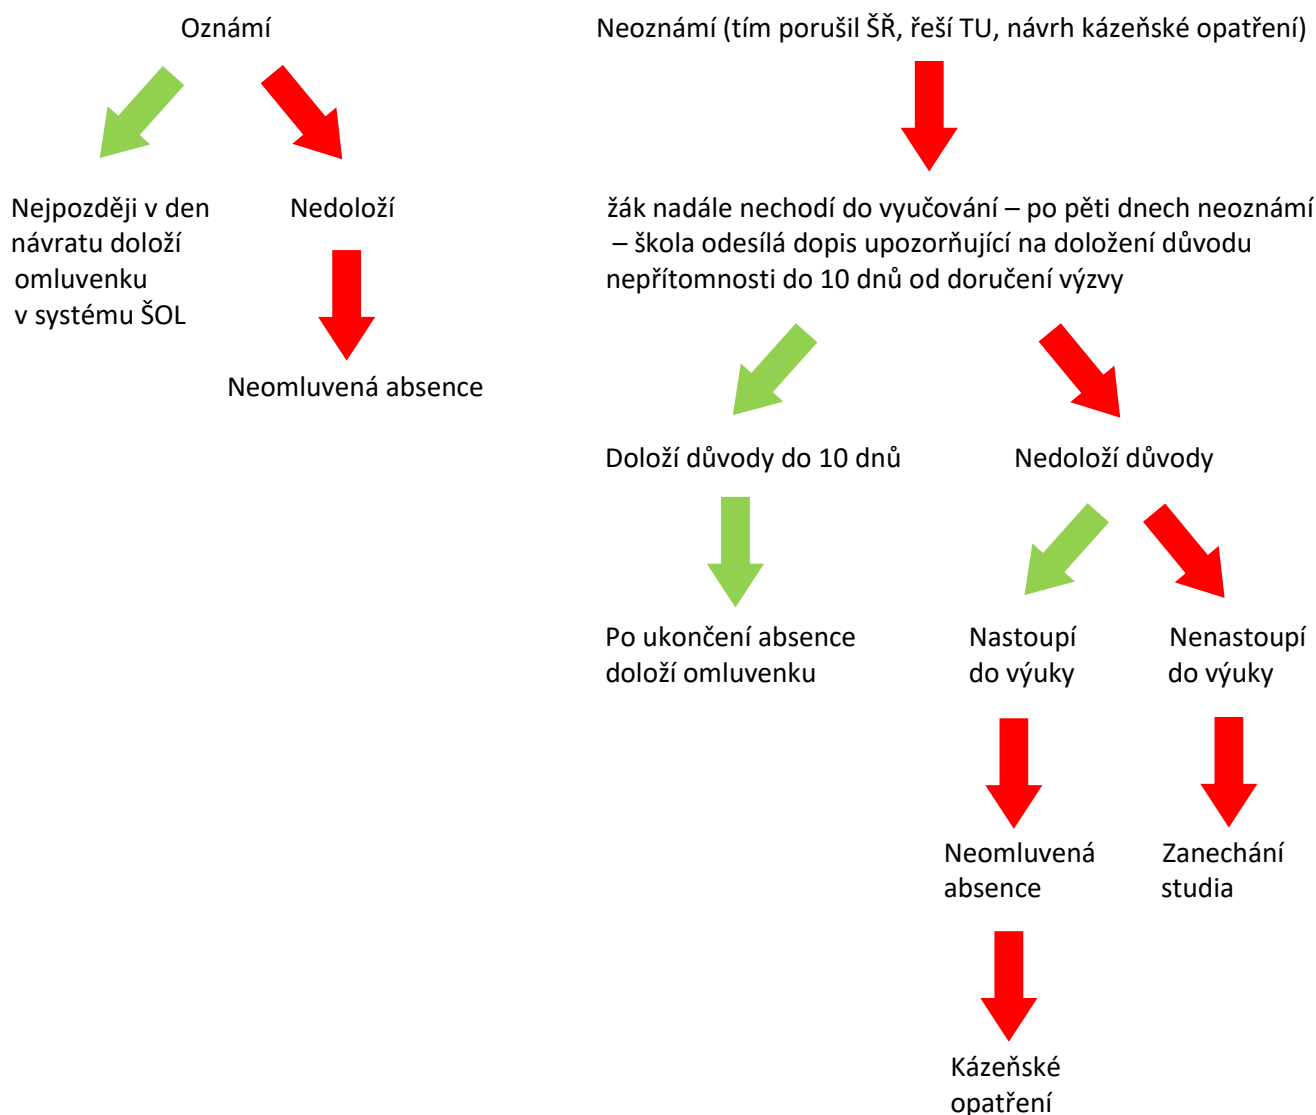 Oznámí
Neoznámí (tím porušil ŠŘ, řeší TU, návrh kázeňské opatření)
Nejpozději v den
návratu doloží
omluvenku
v systému ŠOL
Nedoloží
Neomluvená absence
žák nadále nechodí do vyučování – po pěti dnech neoznámí
– škola odesílá dopis upozorňující na doložení důvodu
nepřítomnosti do 10 dnů od doručení výzvy
Doloží důvody do 10 dnů
Nedoloží důvody
Po ukončení absence
doloží omluvenku
Nastoupí
do výuky
Nenastoupí
do výuky
Neomluvená
absence
Zanechání
studia
Kázeňské
opatření